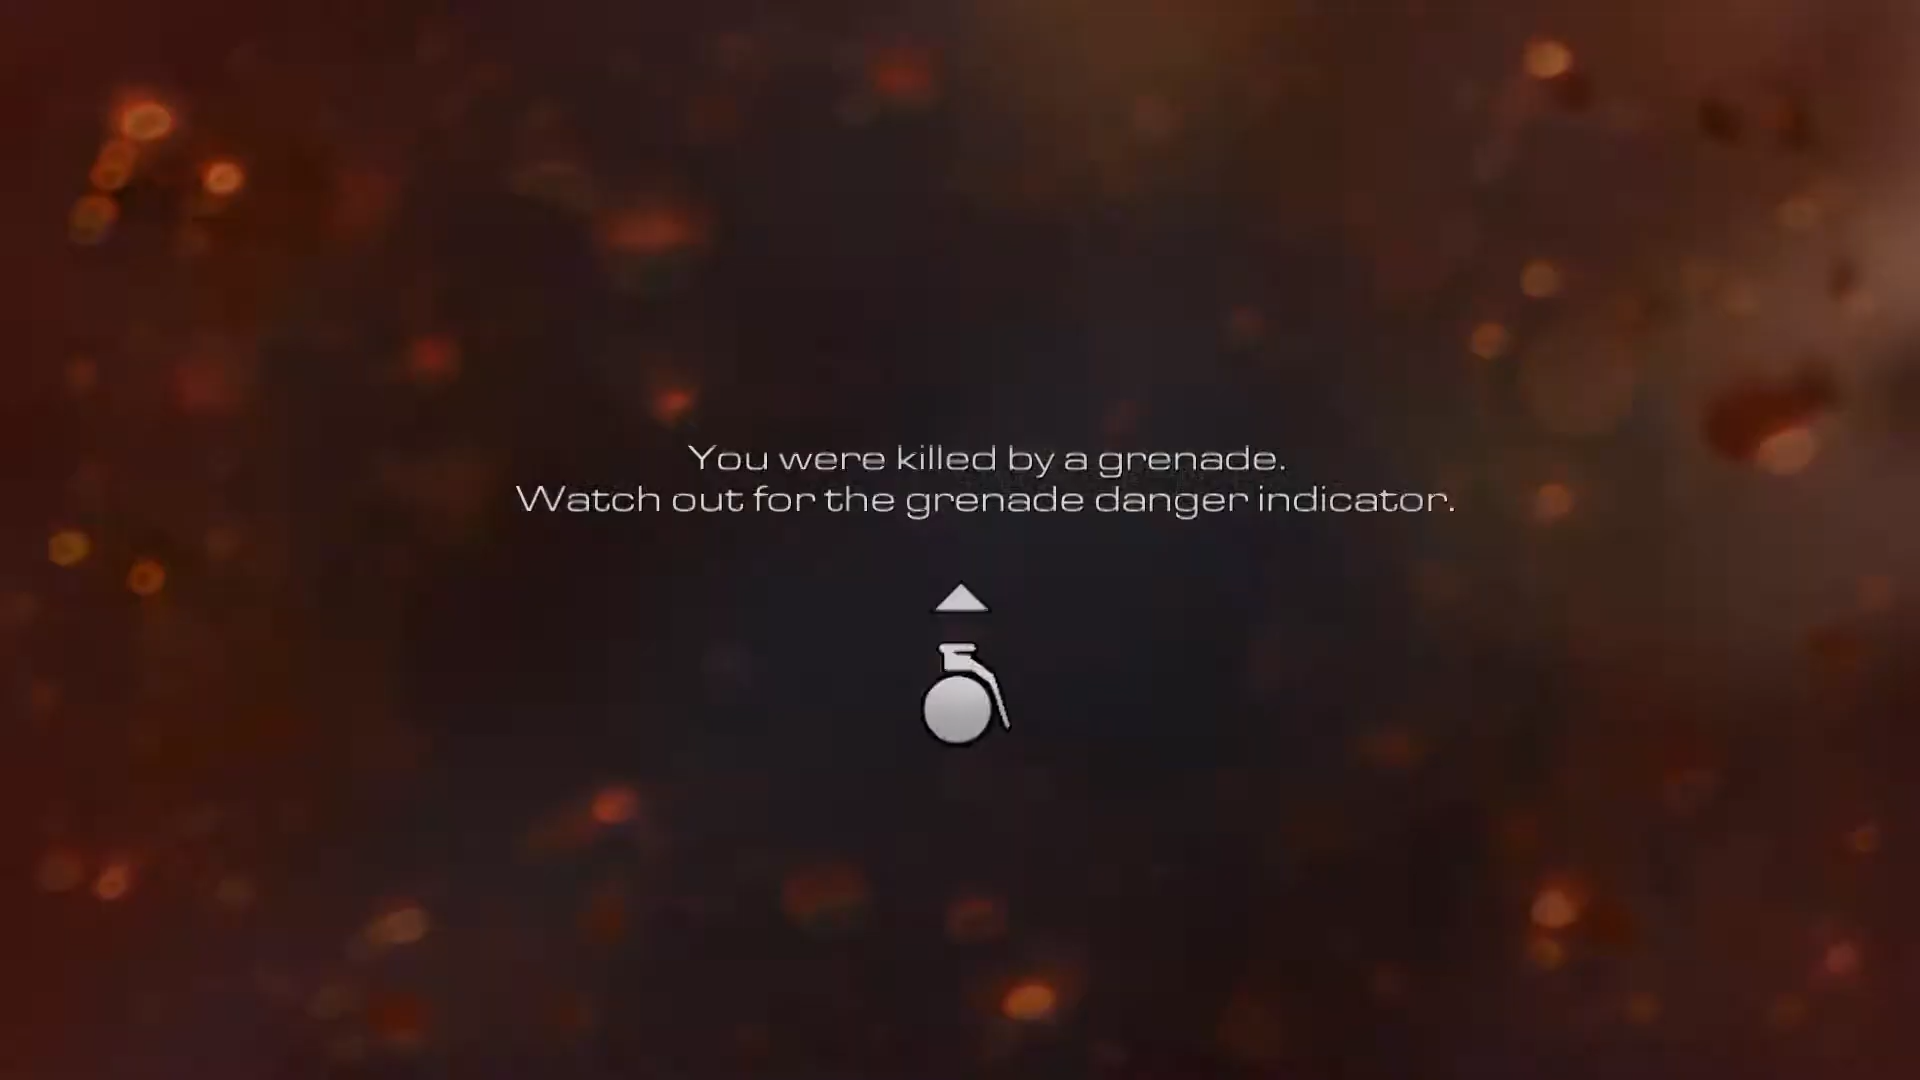 You were killed by a grenade.
Watch out for the grenade danger indicator.